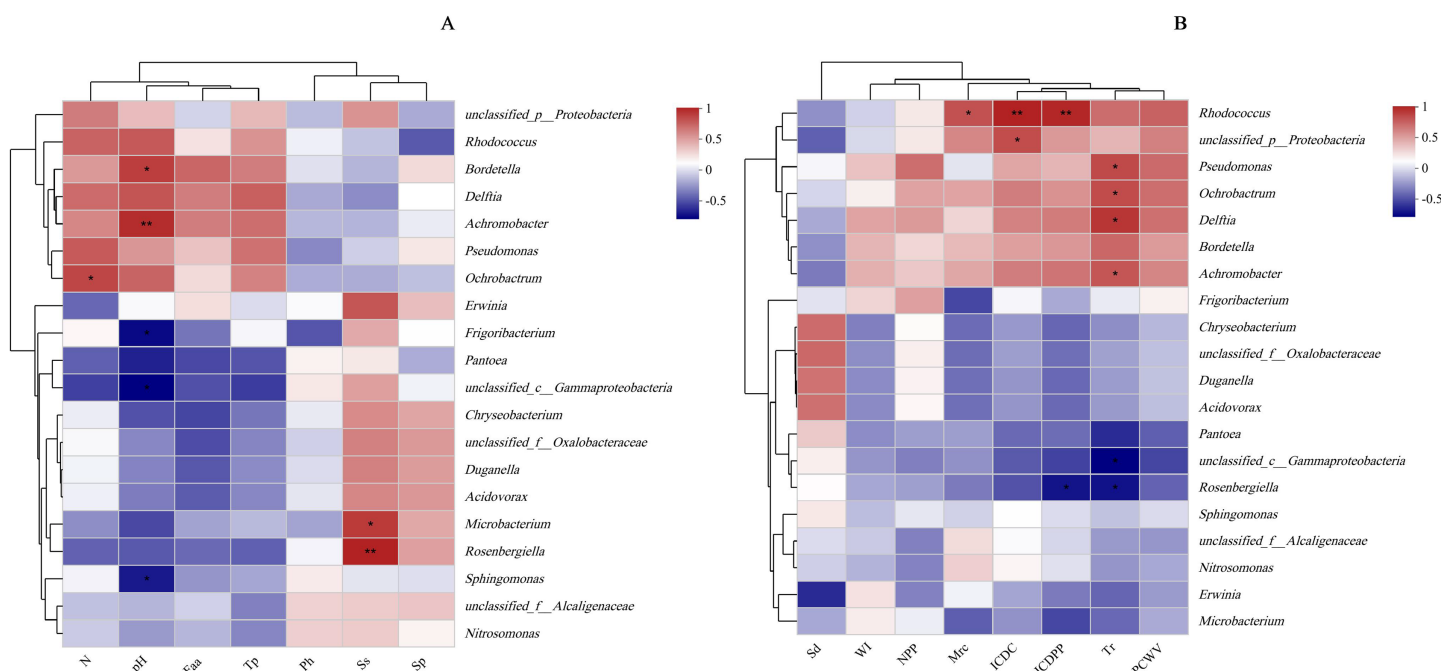 A
unclassified_p__Proteobacteria
Rhodococcus
* Bordetella
Delftia
** Achromobacter
Pseudomonas
* Ochrobactrum
Erwinia
* Frigoribacterium
Pantoea
* unclassified_c__Gammaproteobacteria
Chryseobacterium
unclassified_f__Oxalobacteraceae
Duganella
Acidovorax
* Microbacterium
** Rosenbergiella
* Sphingomonas
unclassified_f__Alcaligenaceae
Nitrosomonas
N pH Faa Tp Ph Ss Sp
1
0.5
0
-0.5
B
* ** ** Rhodococcus
* unclassified_p__Proteobacteria
* Pseudomonas
* Ochrobactrum
* Delftia
Bordetella
* Achromobacter
Frigoribacterium
Chryseobacterium
unclassified_f__Oxalobacteraceae
Duganella
Acidovorax
Pantoea
* unclassified_c__Gammaproteobacteria
* * Rosenbergiella
Sphingomonas
unclassified_f__Alcaligenaceae
Nitrosomonas
Erwinia
Microbacterium
Sd WI NPP Mrc ICDC ICDPP Tr PCWV
1
0.5
0
-0.5